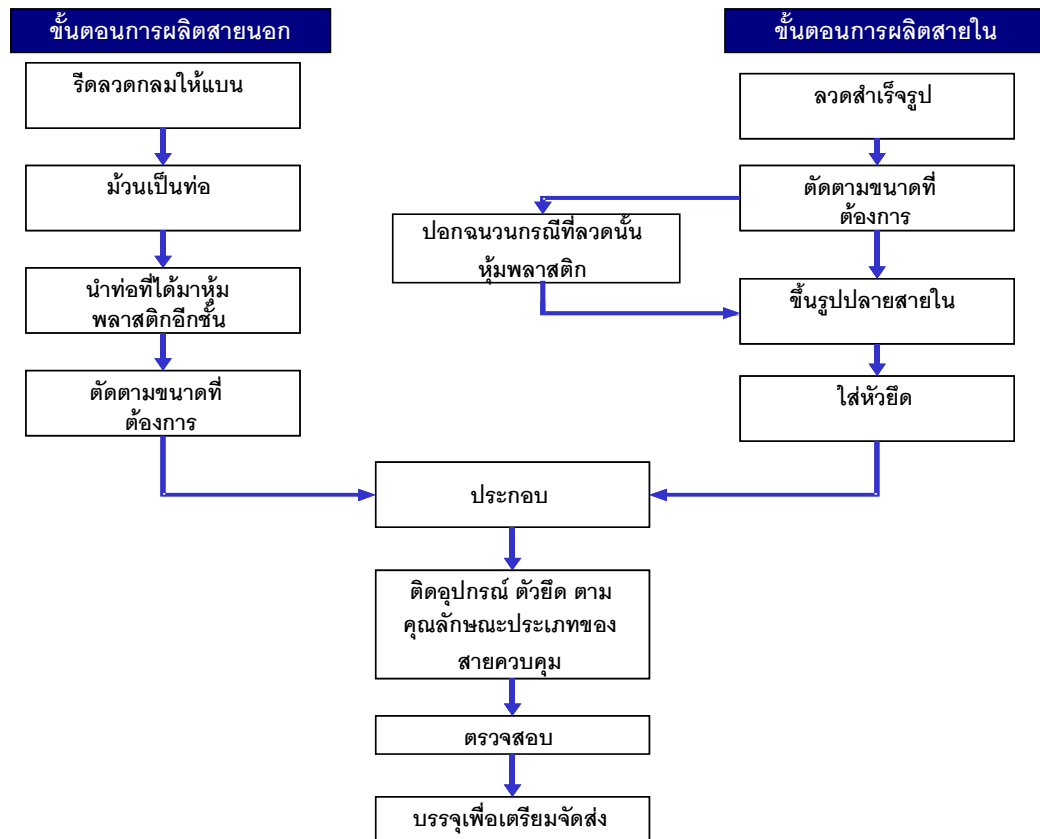 ขั้นตอนการผลิตสายนอก
รีดลวดกลมให้แบน
ม้วนเป็นท่อ
นำท่อที่ได้มาหุ้ม
พลาสติกอีกชั้น
ตัดตามขนาดที่
ต้องการ
ขั้นตอนการผลิตสายใน
ลวดสำเร็จรูป
ตัดตามขนาดที่
ต้องการ
ปอกฉนวนกรณีที่ลวดนั้น
หุ้มพลาสติก
ขึ้นรูปปลายสายใน
ใส่หัวยึด
ประกอบ
ติดอุปกรณ์ ตัวยึด ตาม
คุณลักษณะประเภทของ
สายควบคุม
ตรวจสอบ
บรรจุเพื่อเตรียมจัดส่ง